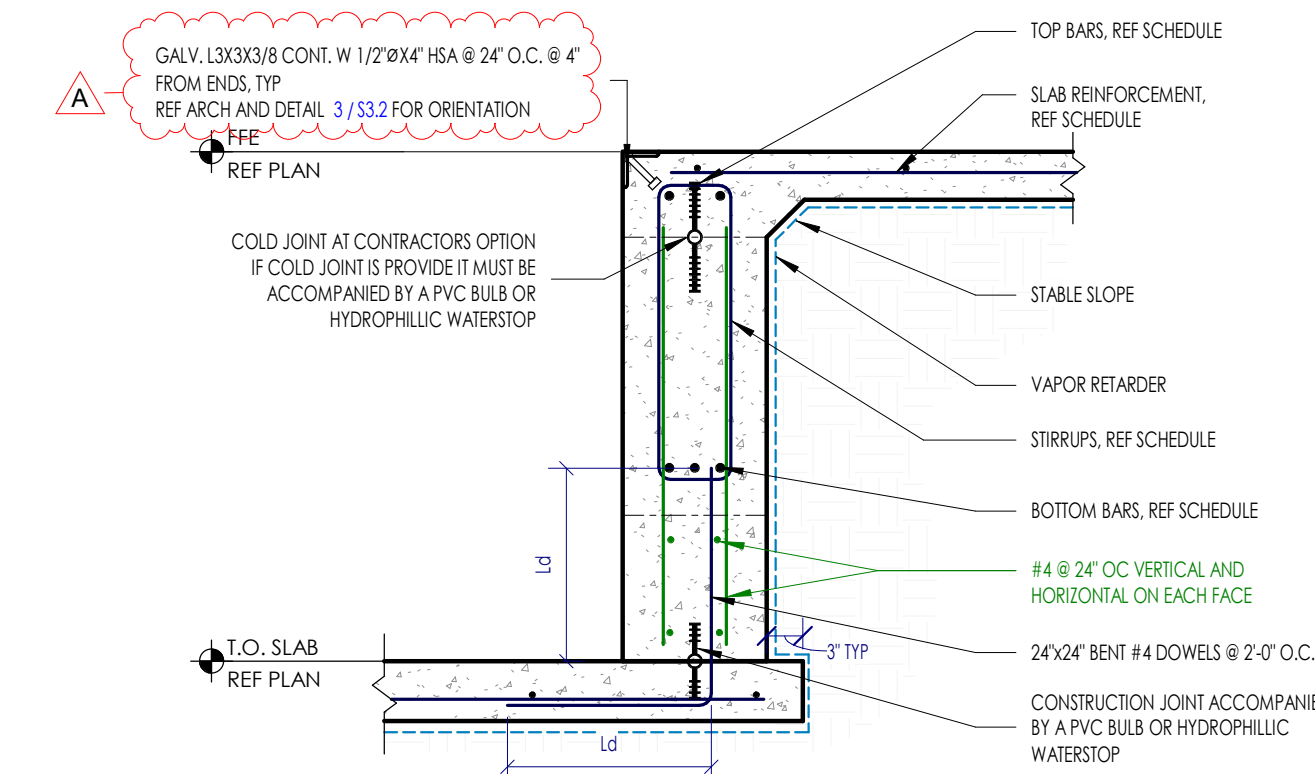 GALV. L3X3X3/8 CONT. W 1/2"ØX4" HSA @ 24" O.C. @ 4"
FROM ENDS, TYP
REF ARCH AND DETAIL 3 / S3.2 FOR ORIENTATION
A
FFE
REF PLAN
COLD JOINT AT CONTRACTORS OPTION
IF COLD JOINT IS PROVIDE IT MUST BE
ACCOMPANIED BY A PVC BULB OR
HYDROPHILLIC WATERSTOP
TOP BARS, REF SCHEDULE
SLAB REINFORCEMENT,
REF SCHEDULE
STABLE SLOPE
VAPOR RETARDER
STIRRUPS, REF SCHEDULE
BOTTOM BARS, REF SCHEDULE
#4 @ 24" OC VERTICAL AND
HORIZONTAL ON EACH FACE
24"x24" BENT #4 DOWELS @ 2'-0" O.C.
CONSTRUCTION JOINT ACCOMPANIE
BY A PVC BULB OR HYDROPHILLIC
WATERSTOP
Ld
3" TYP
T.O. SLAB
REF PLAN
Ld